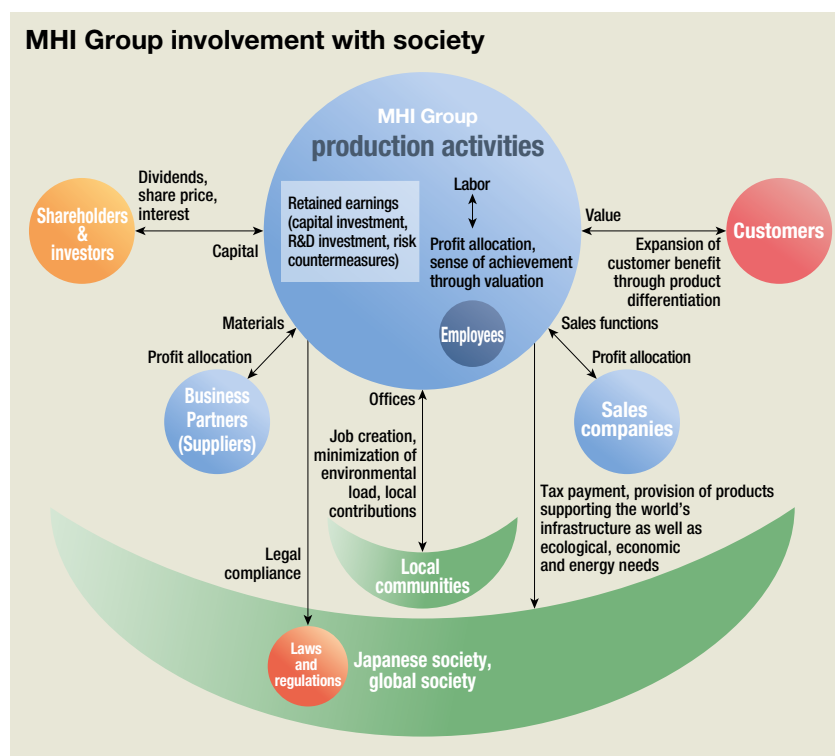 MHI Group involvement with society
MHI Group
production activities
Dividends,
share price,
interest
Shareholders
&
investors
Capital
Retained earnings
(capital investment,
R&D investment, risk
countermeasures)
Labor
Profit allocation,
sense of achievement
through valuation
Employees
Value
Customers
Expansion of
customer benefit
through product
differentiation
Materials
Profit allocation
Business
Partners
(Suppliers)
Sales functions
Profit allocation
Sales
companies
Offices
Job creation,
minimization of
environmental
load, local
contributions
Local
communities
Tax payment, provision of products
supporting the world's
infrastructure as well as
ecological, economic
and energy needs
Legal
compliance
Laws
and
regulations
Japanese society,
global society